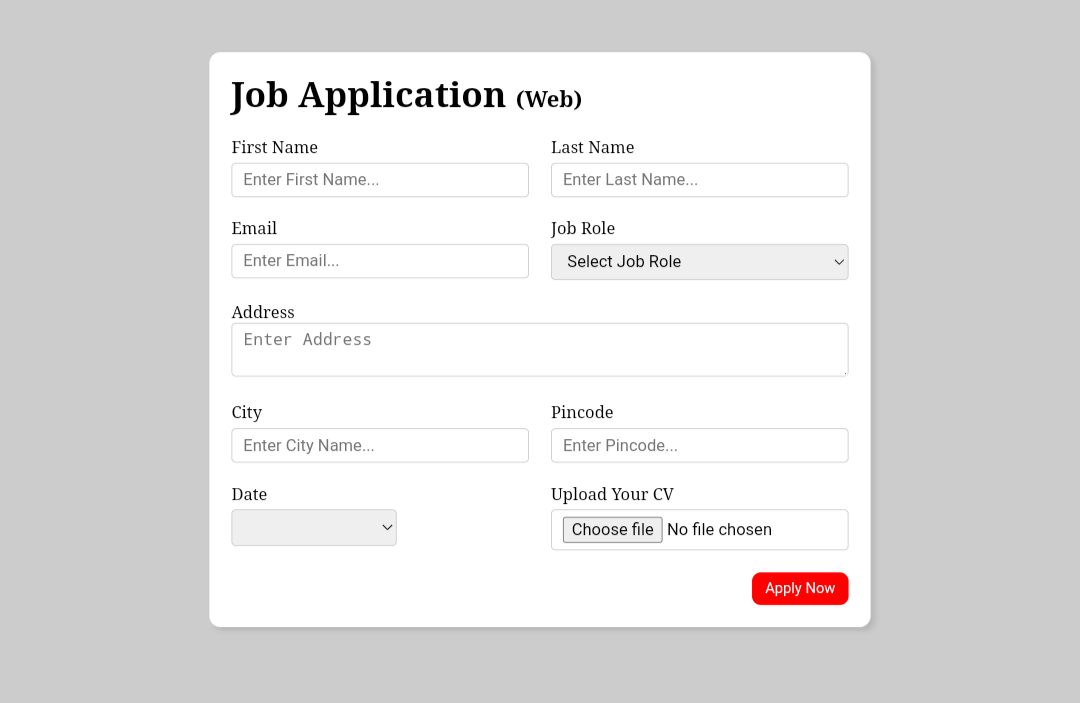 Job Application (Web)
First Name
Last Name
Enter First Name...
Enter Last Name...
Email
Job Role
Enter Email...
Select Job Role
Address
Enter Address
City
Pincode
Enter City Name...
Enter Pincode...
Date
Upload Your CV
Choose file No file chosen
Apply Now